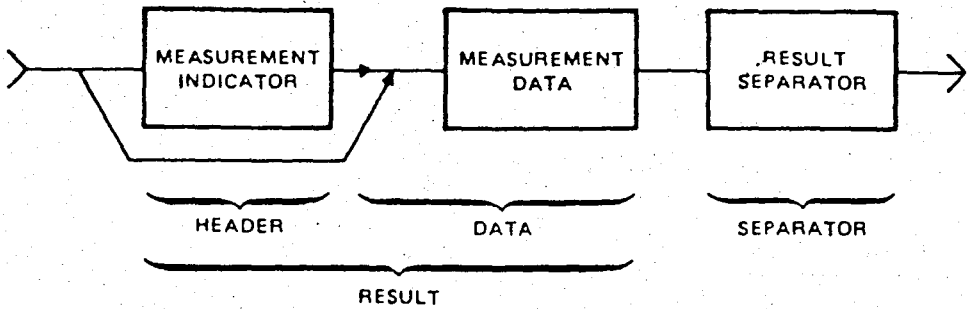 MEASUREMENT
INDICATOR
MEASUREMENT
DATA
RESULT
SEPARATOR
HEADER
DATA
SEPARATOR
RESULT